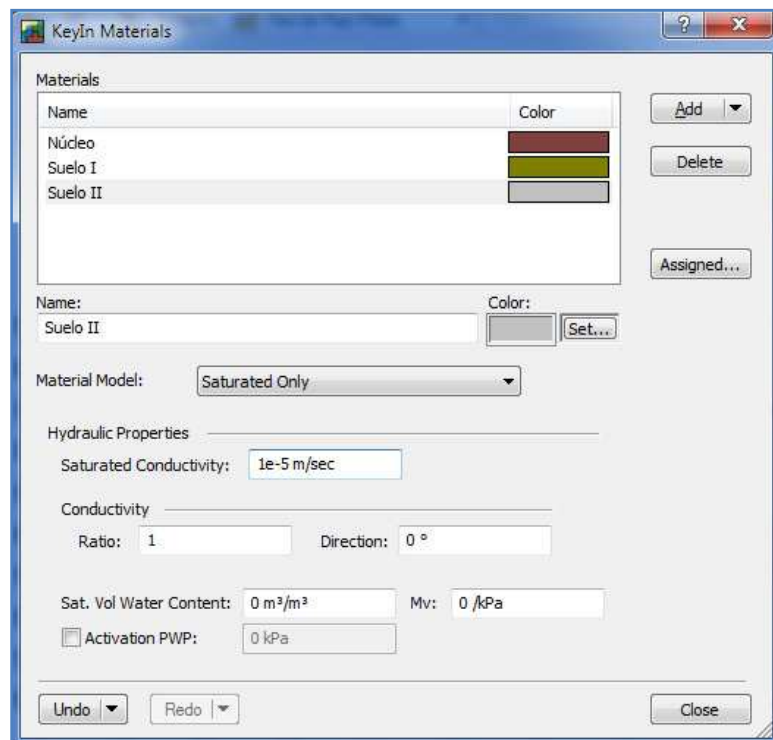 KeyIn Materials
Materials
Name Color
Add
Núcleo
Suelo I
Delete
Suelo II
Assigned...
Name: Color:
Suelo II Set...
Material Model: Saturated Only
Hydraulic Properties
Saturated Conductivity: 1e-5 m/sec
Conductivity
Ratio: 1 Direction: 0 °
Sat. Vol Water Content: 0 m³/m³ Mv: 0 /kPa
Activation PWP: 0 kPa
Undo Redo Close